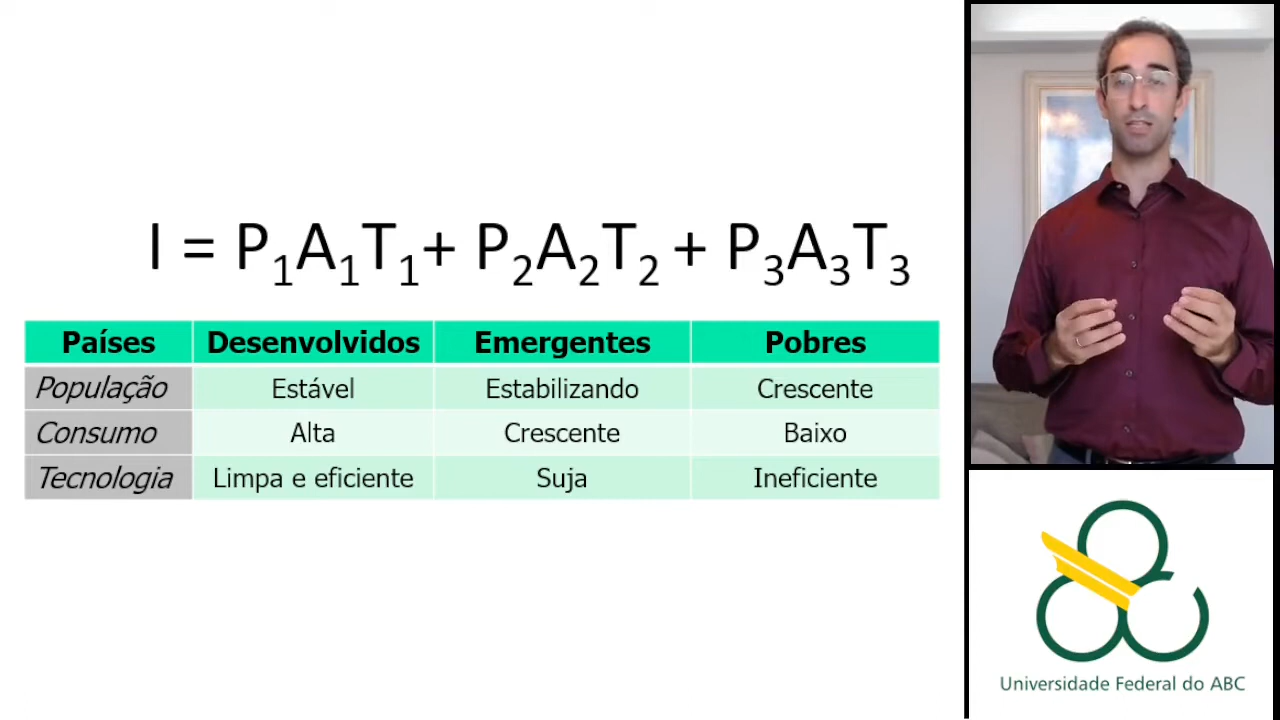 I = P₁A₁T₁+ P₂A₂T₂ + P₃A₃T₃
Países Desenvolvidos Emergentes Pobres
População Estável Estabilizando Crescente
Consumo Alta Crescente Baixo
Tecnologia Limpa e eficiente Suja Ineficiente
Universidade Federal do ABC